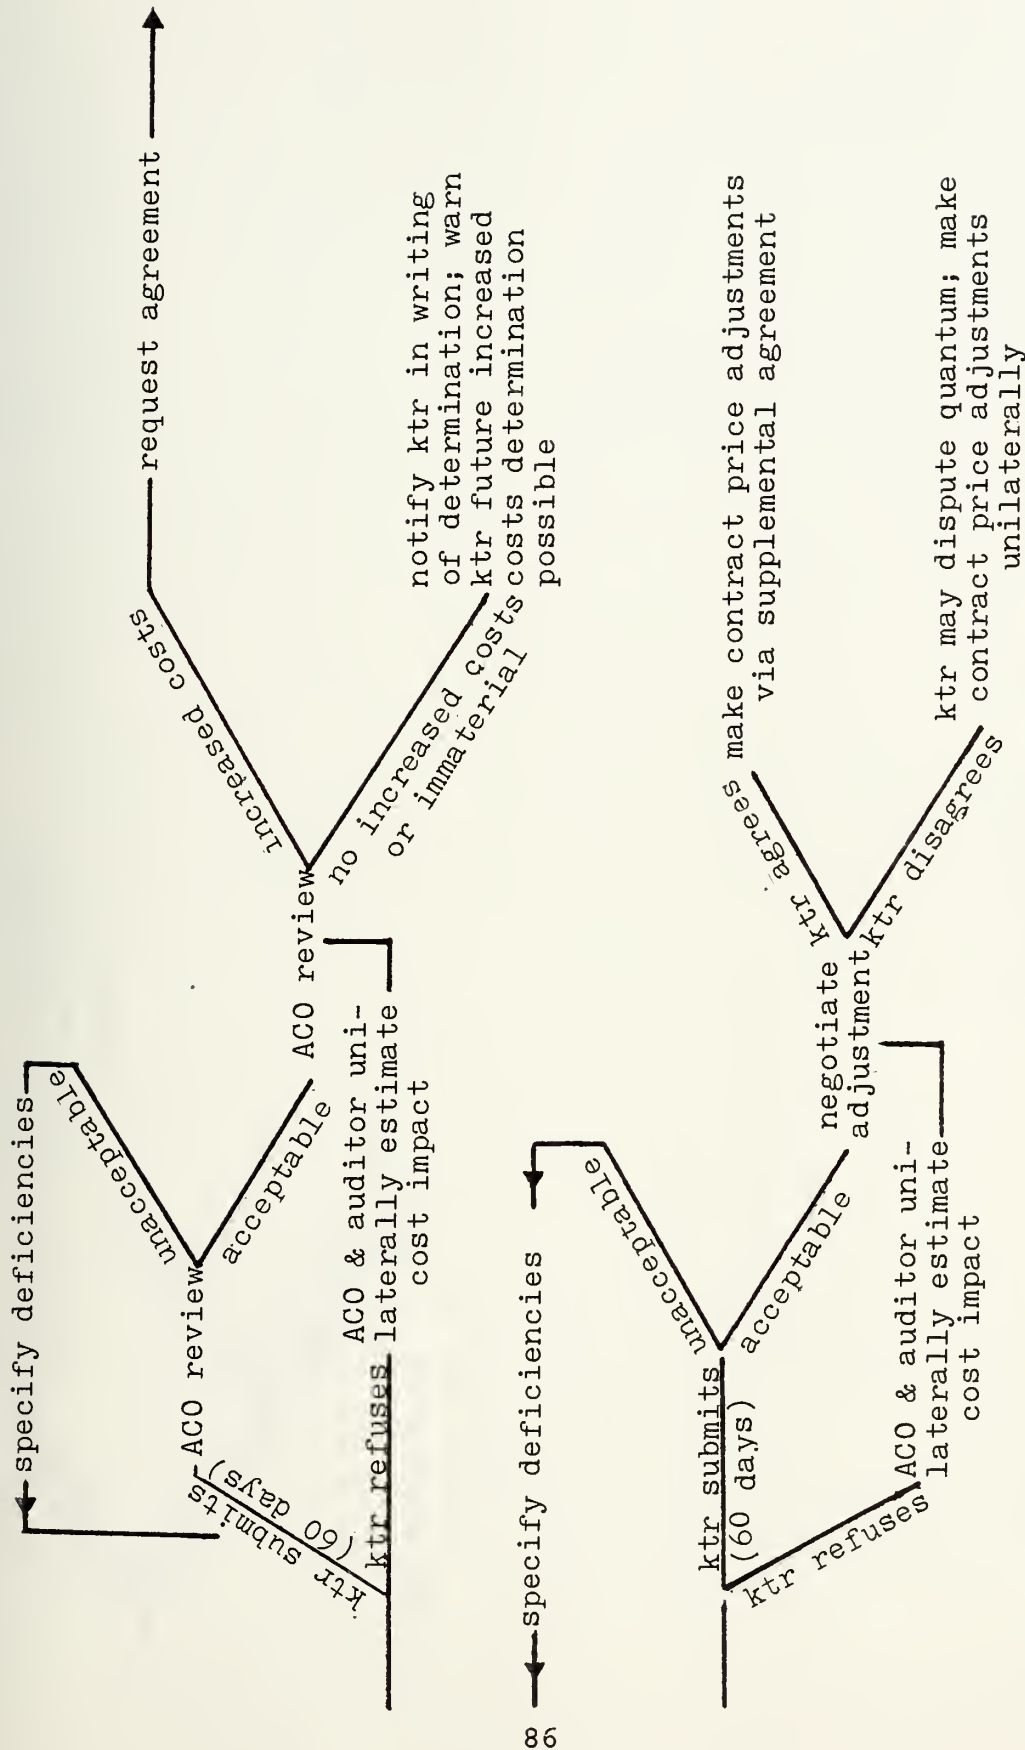 specify deficiencies
ktr submits
(60 days)
ktr refuses
ACO review
unacceptable
acceptable
ACO & auditor uni-
laterally estimate
cost impact
ACO review
increased costs
no increased costs
or immaterial
request agreement
notify ktr in writing
of determination; warn
ktr future increased
costs determination
possible
specify deficiencies
ktr submits
(60 days)
ktr refuses
unacceptable
acceptable
ACO & auditor uni-
laterally estimate
cost impact
negotiate
adjustment
ktr agrees
ktr disagrees
make contract price adjustments
via supplemental agreement
ktr may dispute quantum; make
contract price adjustments
unilaterally
86